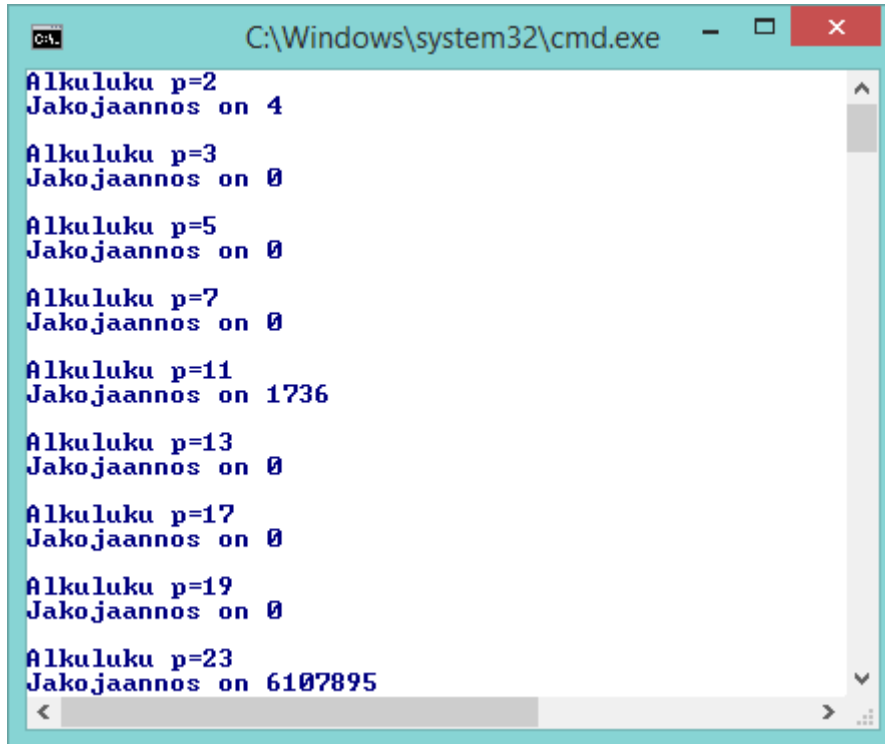 C:\Windows\system32\cmd.exe
Alkuluku p=2
Jakojaannos on 4
Alkuluku p=3
Jakojaannos on 0
Alkuluku p=5
Jakojaannos on 0
Alkuluku p=7
Jakojaannos on 0
Alkuluku p=11
Jakojaannos on 1736
Alkuluku p=13
Jakojaannos on 0
Alkuluku p=17
Jakojaannos on 0
Alkuluku p=19
Jakojaannos on 0
Alkuluku p=23
Jakojaannos on 6107895